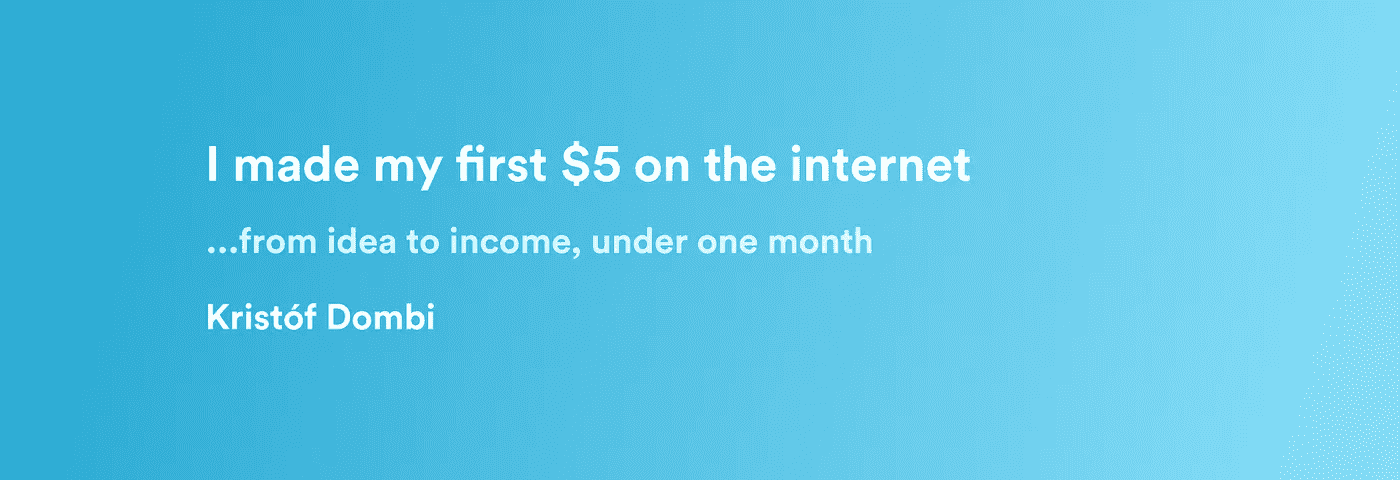 I made my first $5 on the internet
...from idea to income, under one month
Kristóf Dombi